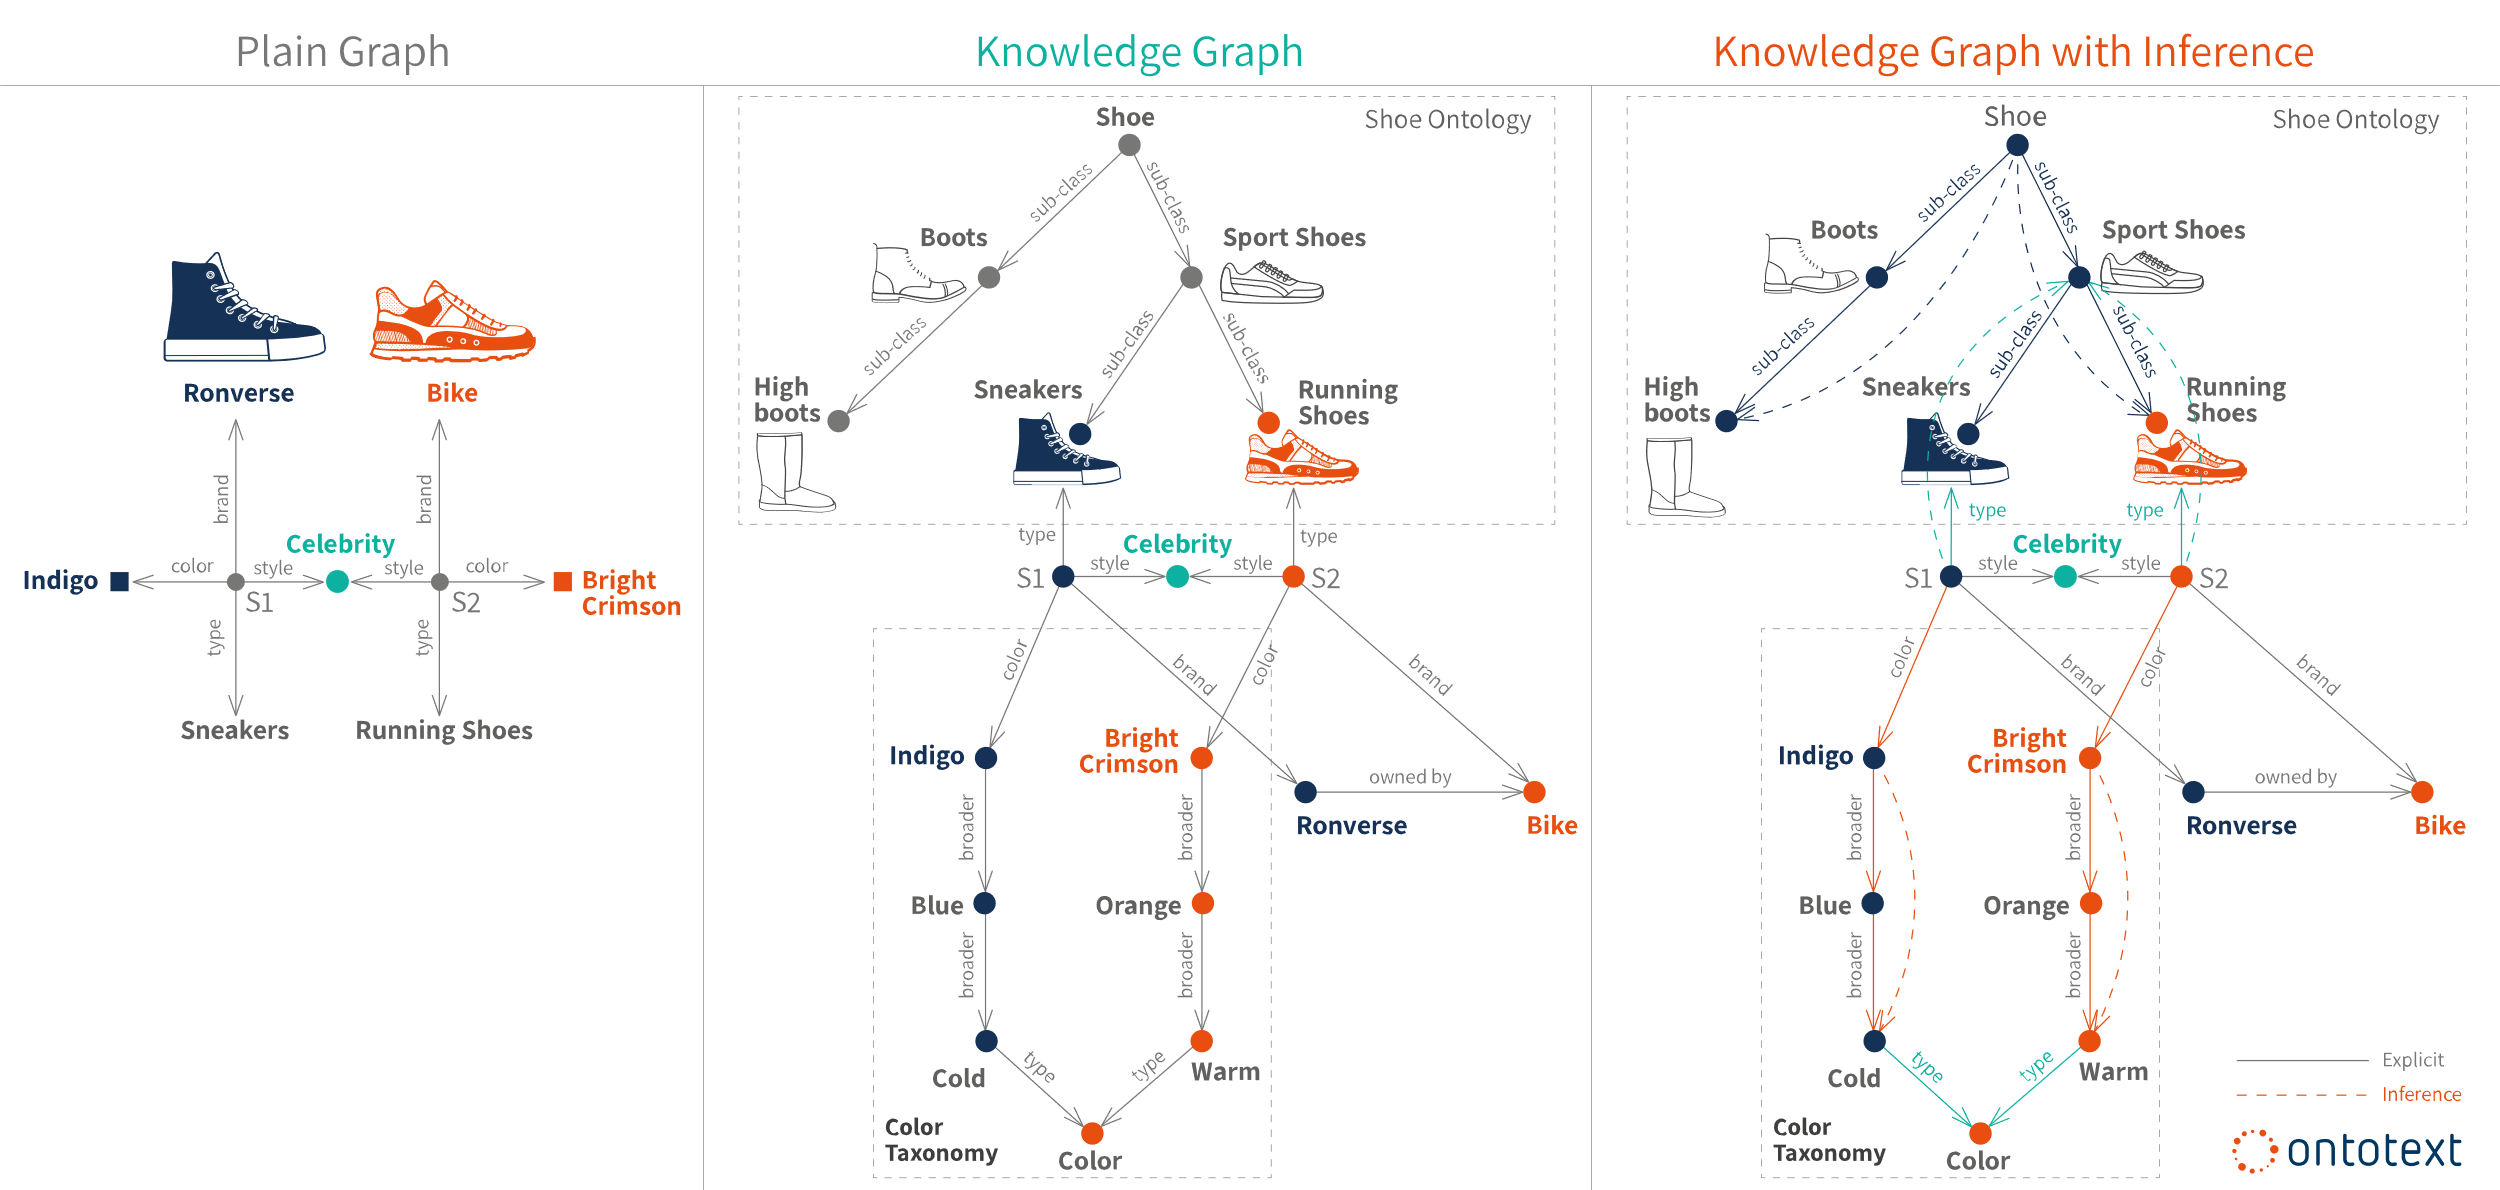 Plain Graph
Ronverse
Bike
brand
brand
Celebrity
Indigo
color
style
style
color
Bright
Crimson
S1
S2
type
type
Sneakers
Running Shoes
Knowledge Graph
Shoe
Shoe Ontology
sub-class
sub-class
Boots
Sport Shoes
sub-class
sub-class
sub-class
High
boots
Sneakers
Running
Shoes
type
type
Celebrity
S1
style
style
S2
color
brand
color
brand
Indigo
Bright
Crimson
owned by
Ronverse
Bike
broader
broader
Blue
Orange
broader
broader
Cold
Warm
type
type
Color
Taxonomy
Color
Knowledge Graph with Inference
Shoe
Shoe Ontology
sub-class
sub-class
Boots
Sport Shoes
sub-class
sub-class
sub-class
High
boots
Sneakers
Running
Shoes
type
type
Celebrity
S1
style
style
S2
color
brand
color
brand
Indigo
Bright
Crimson
owned by
Ronverse
Bike
broader
broader
Blue
Orange
broader
broader
Cold
Warm
type
type
Color
Taxonomy
Color
Explicit
Inference
ontotext